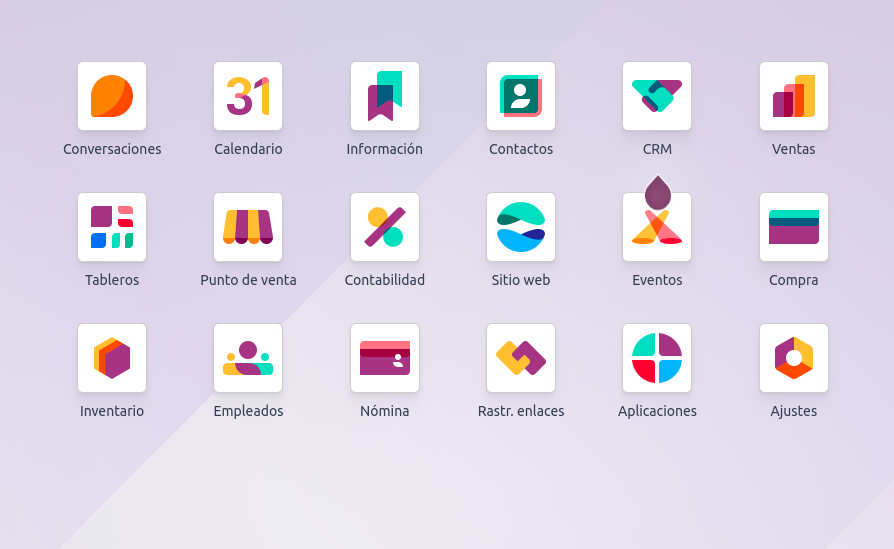 31
Conversaciones
Calendario
Información
Contactos
CRM
Ventas
Tableros
Punto de venta
Contabilidad
Sitio web
Eventos
Compra
Inventario
Empleados
Nómina
Rastr. enlaces
Aplicaciones
Ajustes